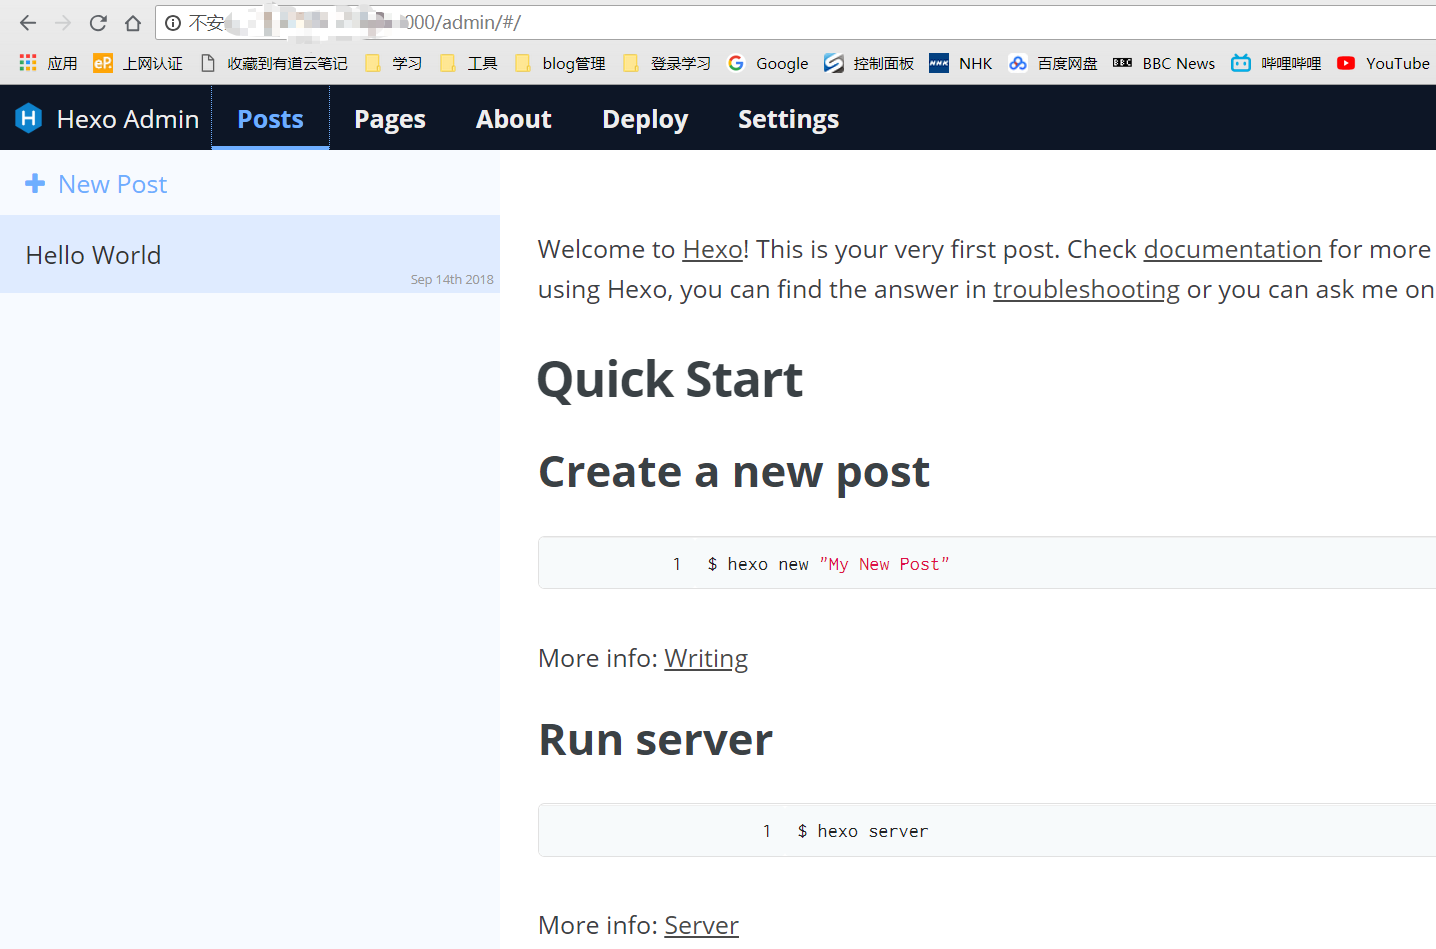 不安
000/admin/#/
应用 上网认证 收藏到有道云笔记 学习 工具 blog管理 登录学习 Google 控制面板 NHK 百度网盘 BBC News 哔哩哔哩 YouTube
Hexo Admin Posts Pages About Deploy Settings
New Post
Hello World
Sep 14th 2018
Welcome to Hexo! This is your very first post. Check documentation for more
using Hexo, you can find the answer in troubleshooting or you can ask me on
Quick Start
Create a new post
1 $ hexo new "My New Post"
More info: Writing
Run server
1 $ hexo server
More info: Server